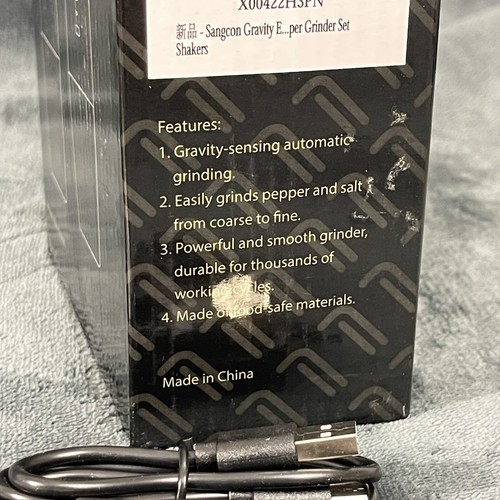 X00422H3PN
新品 - Sangcon Gravity E...per Grinder Set
Shakers
Features:
1. Gravity-sensing automatic
grinding.
2. Easily grinds pepper and salt
from coarse to fine.
3. Powerful and smooth grinder,
durable for thousands of
4. Made food-safe materials.
Made in China